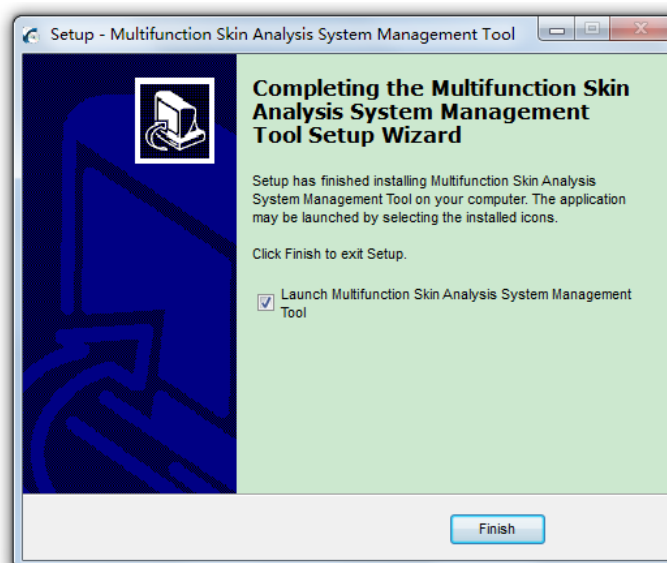 Setup - Multifunction Skin Analysis System Management Tool
Completing the Multifunction Skin
Analysis System Management
Tool Setup Wizard
Setup has finished installing Multifunction Skin Analysis
System Management Tool on your computer. The application
may be launched by selecting the installed icons.
Click Finish to exit Setup.
Launch Multifunction Skin Analysis System Management
Tool
Finish